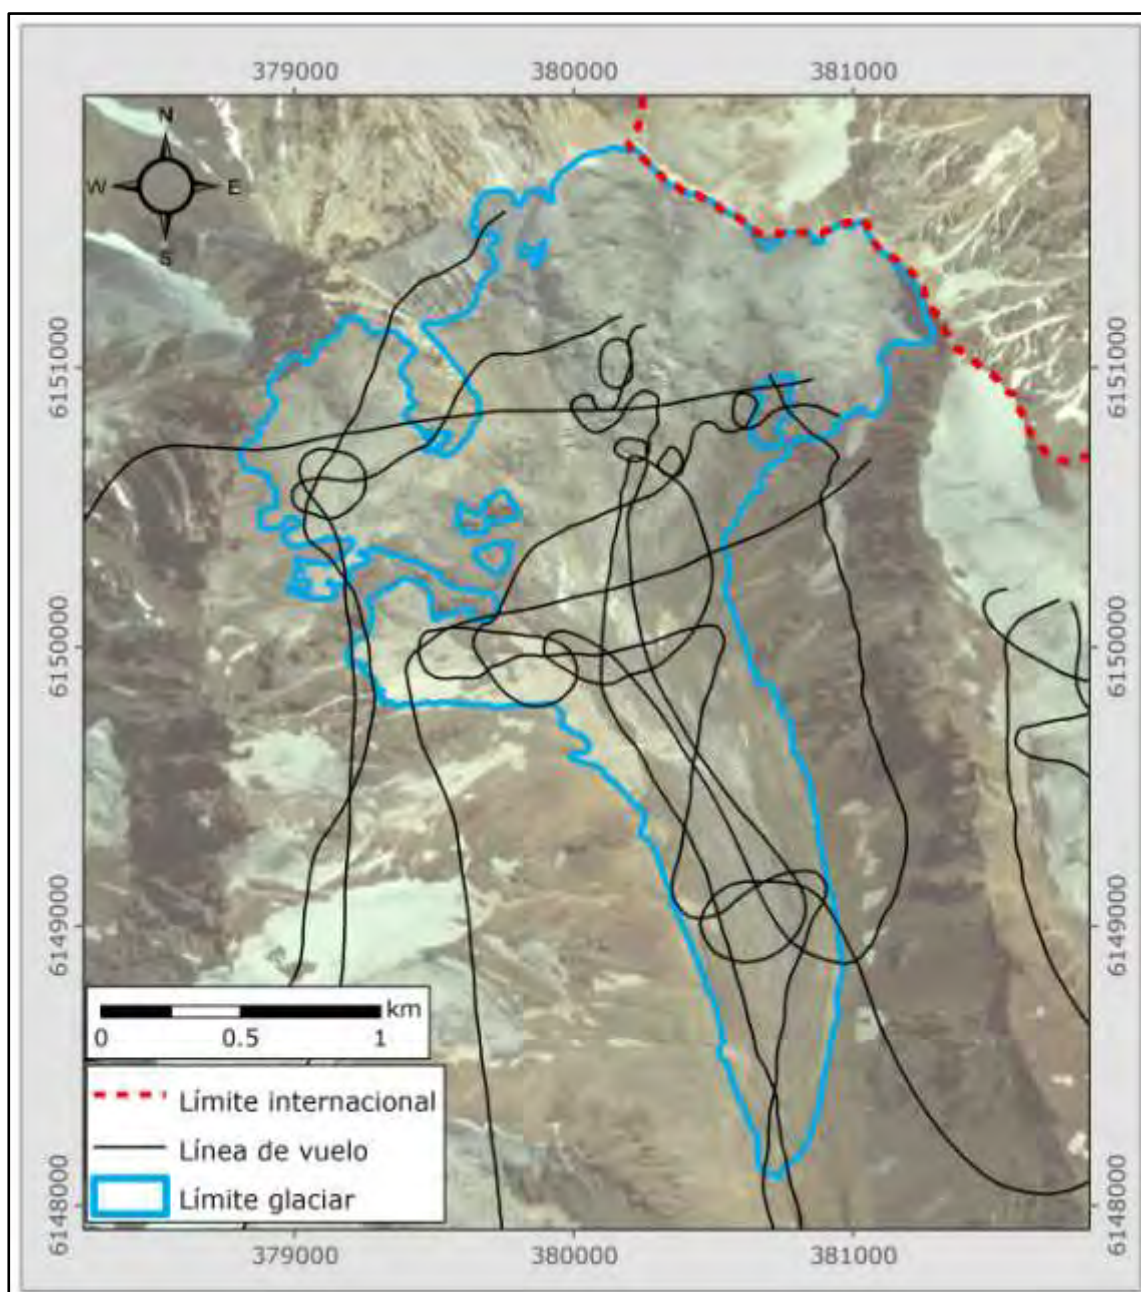 379000 380000 381000
N
W E
S
6151000 6151000
6150000 6150000
6149000 6149000
km
0 0.5 1
Límite internacional
Línea de vuelo
Límite glaciar
6148000 6148000
379000 380000 381000